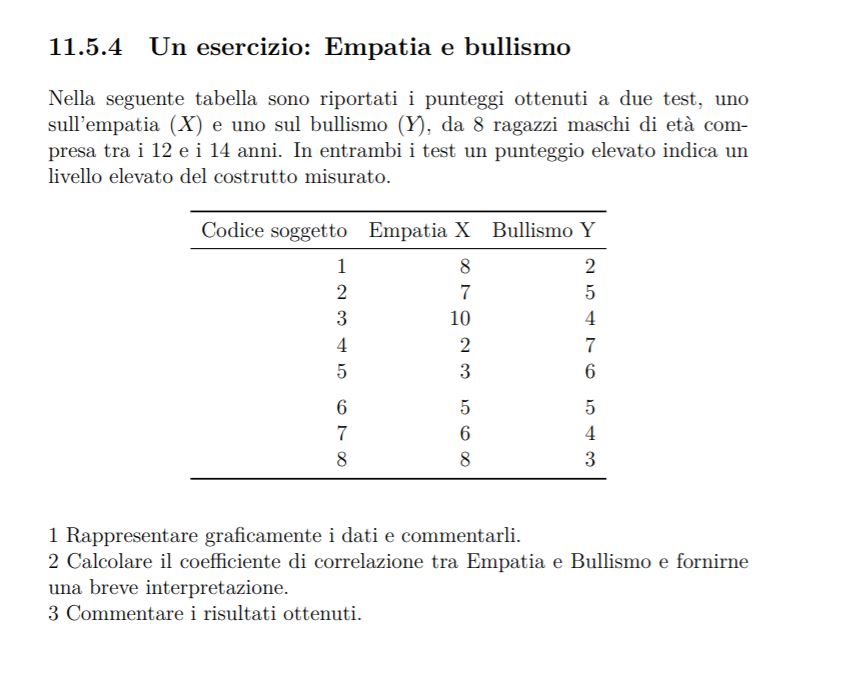 11.5.4 Un esercizio: Empatia e bullismo
Nella seguente tabella sono riportati i punteggi ottenuti a due test, uno
sull'empatia (X) e uno sul bullismo (Y), da 8 ragazzi maschi di età com-
presa tra i 12 e i 14 anni. In entrambi i test un punteggio elevato indica un
livello elevato del costrutto misurato.
Codice soggetto Empatia X Bullismo Y
1 8 2
2 7 5
3 10 4
4 2 7
5 3 6
6 5 5
7 6 4
8 8 3
1 Rappresentare graficamente i dati e commentarli.
2 Calcolare il coefficiente di correlazione tra Empatia e Bullismo e fornirne
una breve interpretazione.
3 Commentare i risultati ottenuti.